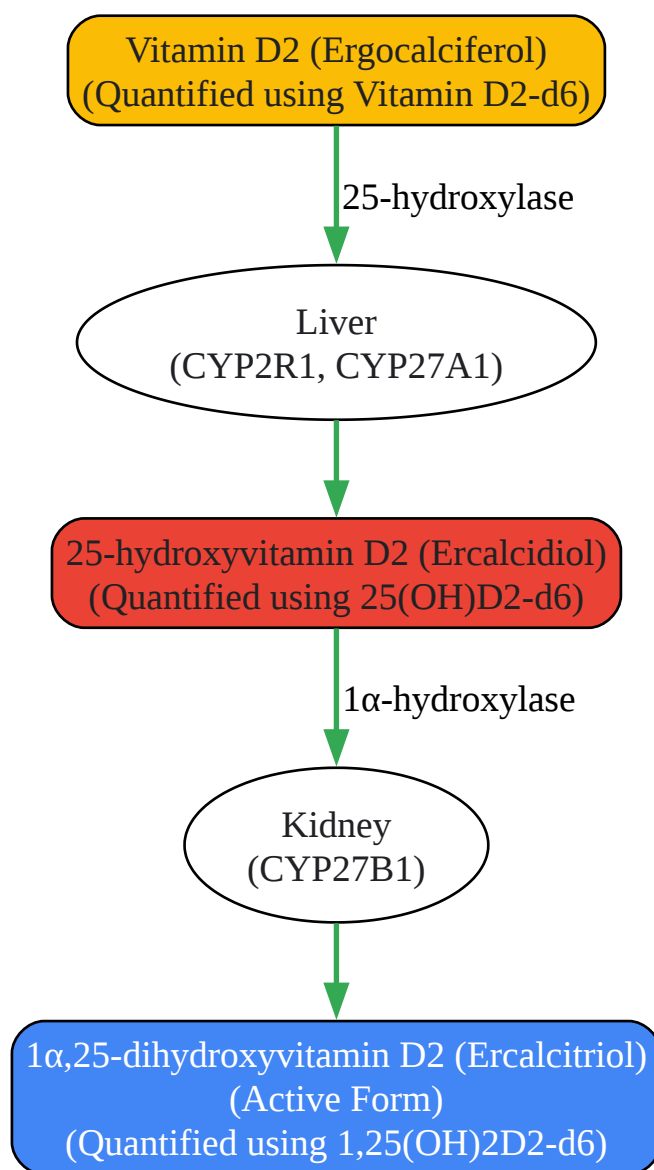 Vitamin D2 (Ergocalciferol)
(Quantified using Vitamin D2-d6)
25-hydroxylase
Liver
(CYP2R1, CYP27A1)
25-hydroxyvitamin D2 (Ercalcidiol)
(Quantified using 25(OH)D2-d6)
1α-hydroxylase
Kidney
(CYP27B1)
1α,25-dihydroxyvitamin D2 (Ercalcitriol)
(Active Form)
(Quantified using 1,25(OH)2D2-d6)